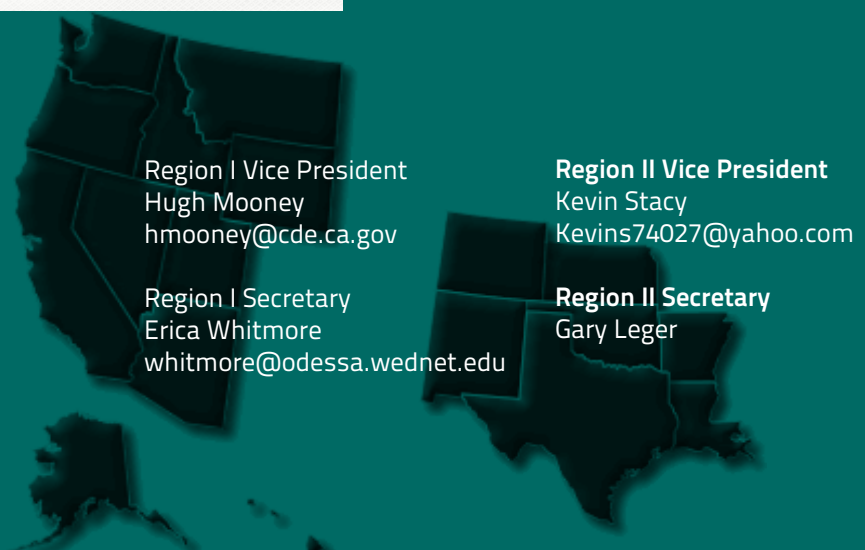 Region I Vice President
Hugh Mooney
hmooney@cde.ca.gov
Region I Secretary
Erica Whitmore
whitmore@odessa.wednet.edu
Region II Vice President
Kevin Stacy
Kevins74027@yahoo.com
Region II Secretary
Gary Leger